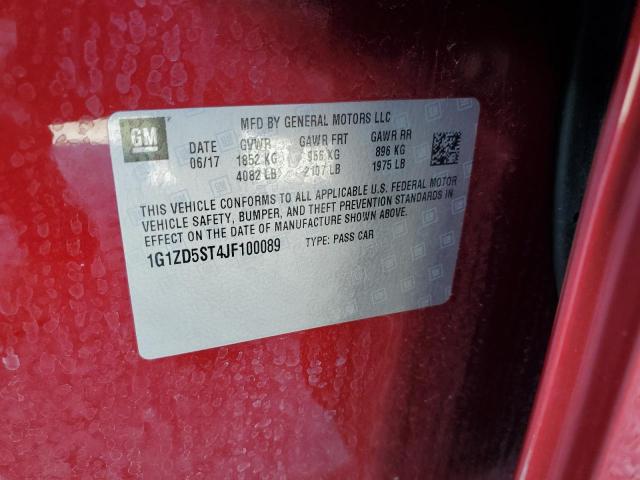 MFD BY GENERAL MOTORS LLC
GM
DATE GVWR GAWR FRT GAWR RR
06/17 1852 KG 956 KG 896 KG
4082 LB 2107 LB 1975 LB
THIS VEHICLE CONFORMS TO ALL APPLICABLE U.S. FEDERAL MOTOR
VEHICLE SAFETY, BUMPER, AND THEFT PREVENTION STANDARDS IN
EFFECT ON THE DATE OF MANUFACTURE SHOWN ABOVE.
1G1ZD5ST4JF100089 TYPE: PASS CAR